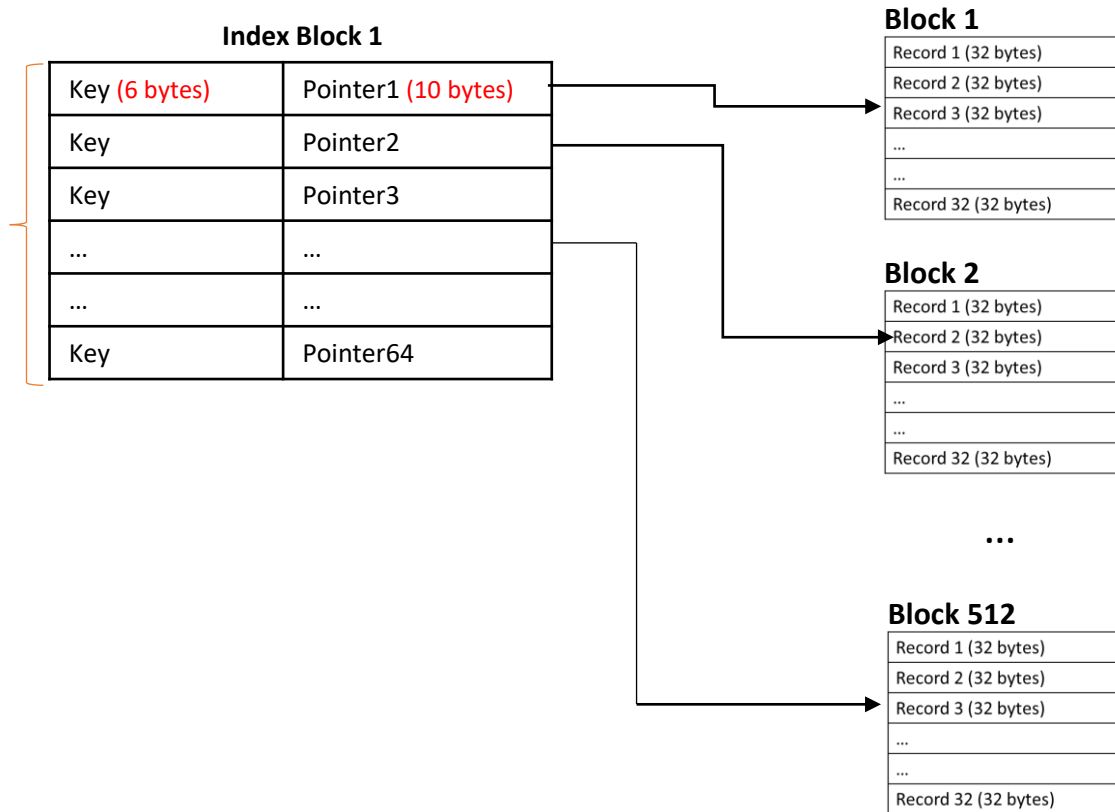 Index Block 1
Key (6 bytes) Pointer1 (10 bytes)
Key Pointer2
Key Pointer3
... ...
... ...
Key Pointer64
Block 1
Record 1 (32 bytes)
Record 2 (32 bytes)
Record 3 (32 bytes)
...
...
Record 32 (32 bytes)
Block 2
Record 1 (32 bytes)
Record 2 (32 bytes)
Record 3 (32 bytes)
...
...
Record 32 (32 bytes)
...
Block 512
Record 1 (32 bytes)
Record 2 (32 bytes)
Record 3 (32 bytes)
...
...
Record 32 (32 bytes)